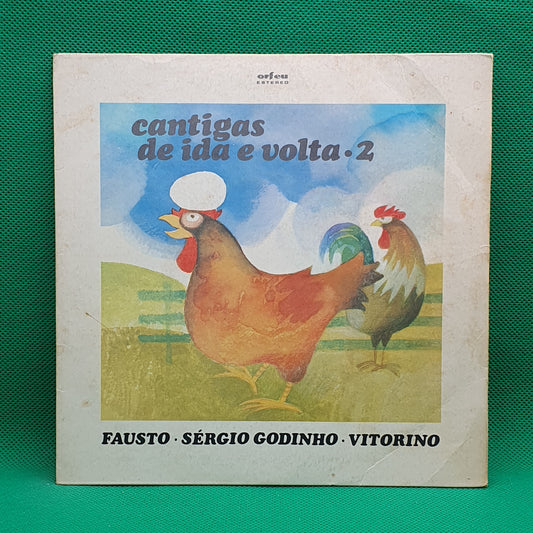 orfeu
ESTEREO
cantigas
de ida e volta • 2
FAUSTO • SÉRGIO GODINHO • VITORINO